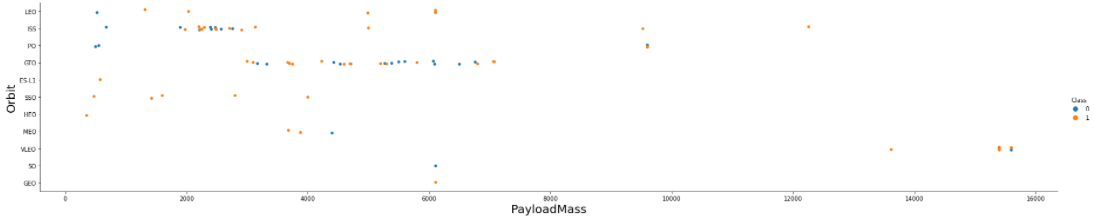 LEO
ISS
PO
GTO
ES-L1
SSO
HEO
MEO
VLEO
SO
GEO
Orbit
0 2000 4000 6000 8000 10000 12000 14000 16000
PayloadMass
Class
0
1